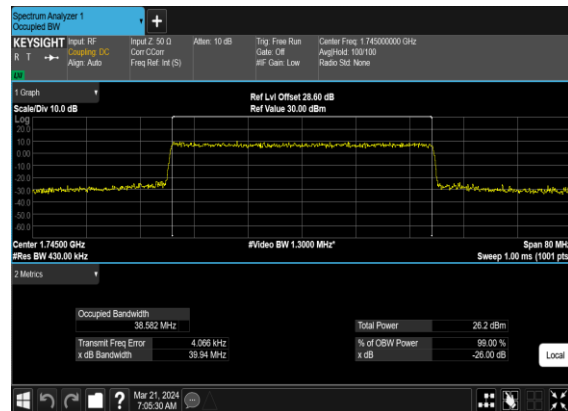 Spectrum Analyzer 1
Occupied BW
+
KEYSIGHT
R T
LU
Input: RF
Coupling: DC
Align: Auto
Input Z: 50 Ω
Corr CCorr
Freq Ref: Int (S)
Atten: 10 dB
Trig: Free Run
Gate: Off
#IF Gain: Low
Center Freq: 1.745000000 GHz
Avg|Hold: 100/100
Radio Std: None
1 Graph
Scale/Div 10.0 dB
Ref Lvl Offset 28.60 dB
Ref Value 30.00 dBm
Log
20.0
10.0
0.00
-10.0
-20.0
-30.0
-40.0
-50.0
-60.0
Center 1.74500 GHz
#Res BW 430.00 kHz
#Video BW 1.3000 MHz*
Span 80 MHz
Sweep 1.00 ms (1001 pts
2 Metrics
Occupied Bandwidth
38.582 MHz
Transmit Freq Error 4.066 kHz
x dB Bandwidth 39.94 MHz
Total Power 26.2 dBm
% of OBW Power 99.00 %
x dB -26.00 dB
Local
?
Mar 21, 2024
7:05:30 AM